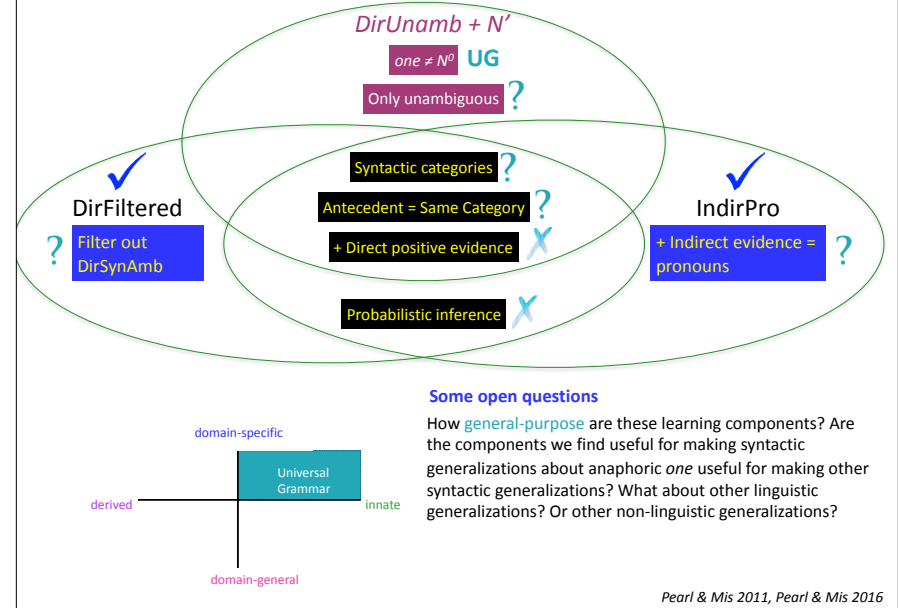 DirUnamb + N’
one ≠ N⁰ UG
Only unambiguous ?
Syntactic categories ?
DirFiltered
IndirPro
Antecedent = Same Category ?
? Filter out
DirSynAmb
+ Direct positive evidence
+ Indirect evidence =
pronouns ?
Probabilistic inference
Some open questions
How general-purpose are these learning components? Are
the components we find useful for making syntactic
generalizations about anaphoric one useful for making other
syntactic generalizations? What about other linguistic
generalizations? Or other non-linguistic generalizations?
domain-specific
Universal
Grammar
derived
innate
domain-general
Pearl & Mis 2011, Pearl & Mis 2016